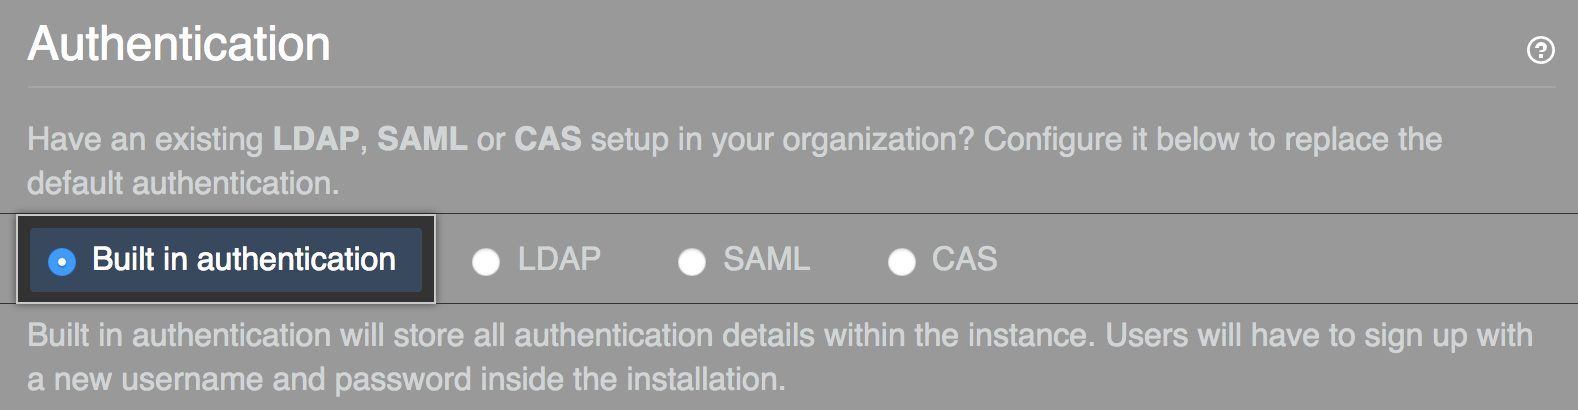 Authentication
Have an existing LDAP, SAML or CAS setup in your organization? Configure it below to replace the
default authentication.
Built in authentication LDAP SAML CAS
Built in authentication will store all authentication details within the instance. Users will have to sign up with
a new username and password inside the installation.